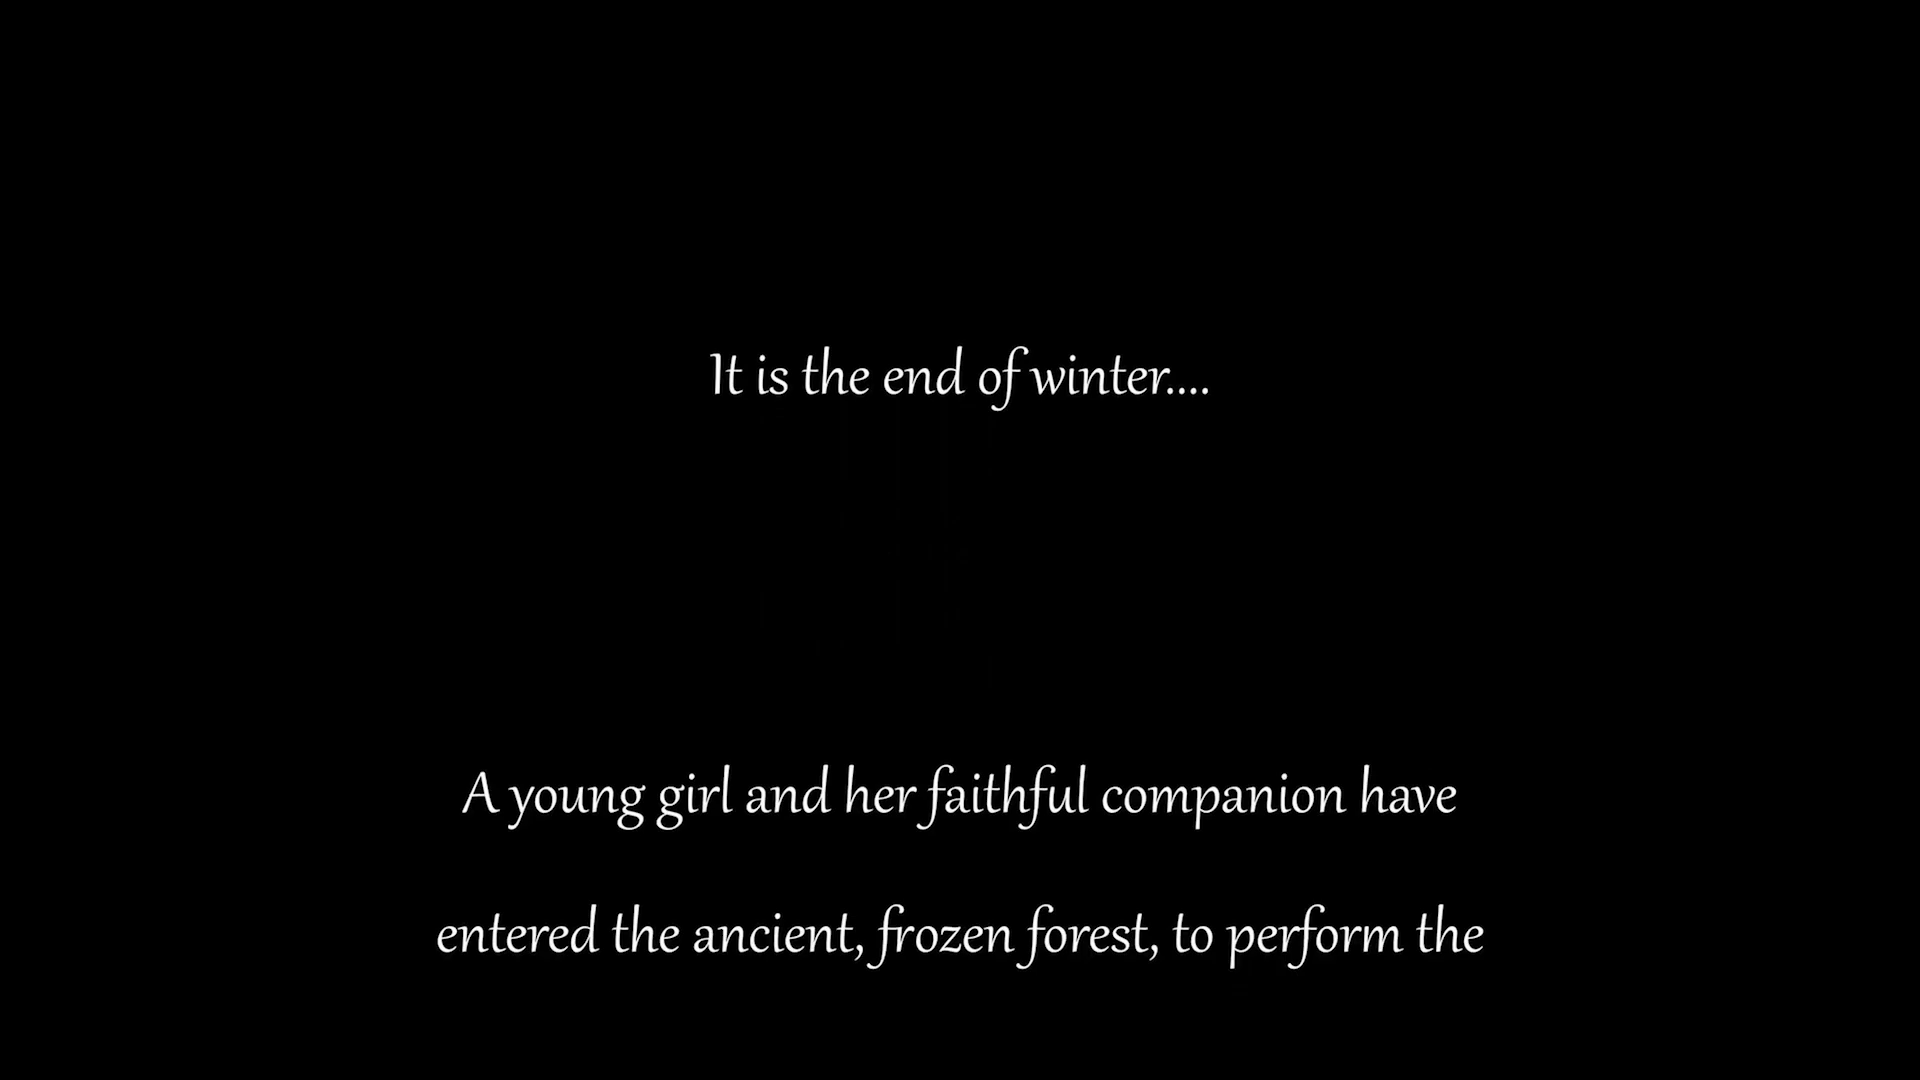 It is the end of winter....
A young girl and her faithful companion have
entered the ancient, frozen forest, to perform the